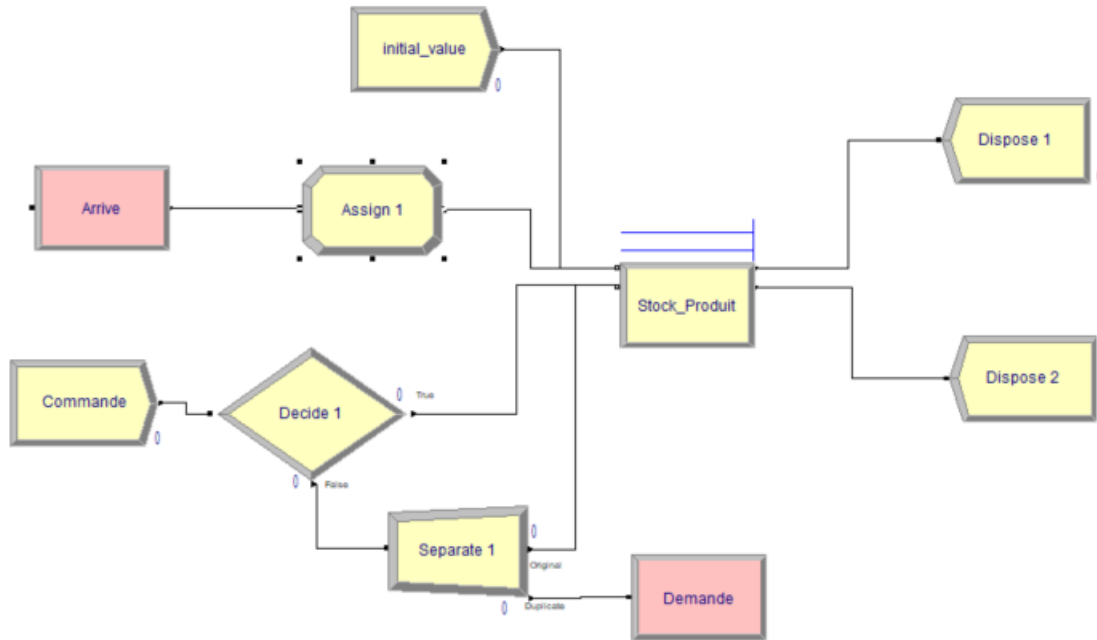 initial_value
0
Dispose 1
Arrive
Assign 1
Stock_Produit
Commande
0
Decide 1
0
True
Dispose 2
0
False
Separate 1
0
Original
0
Duplicate
Demande